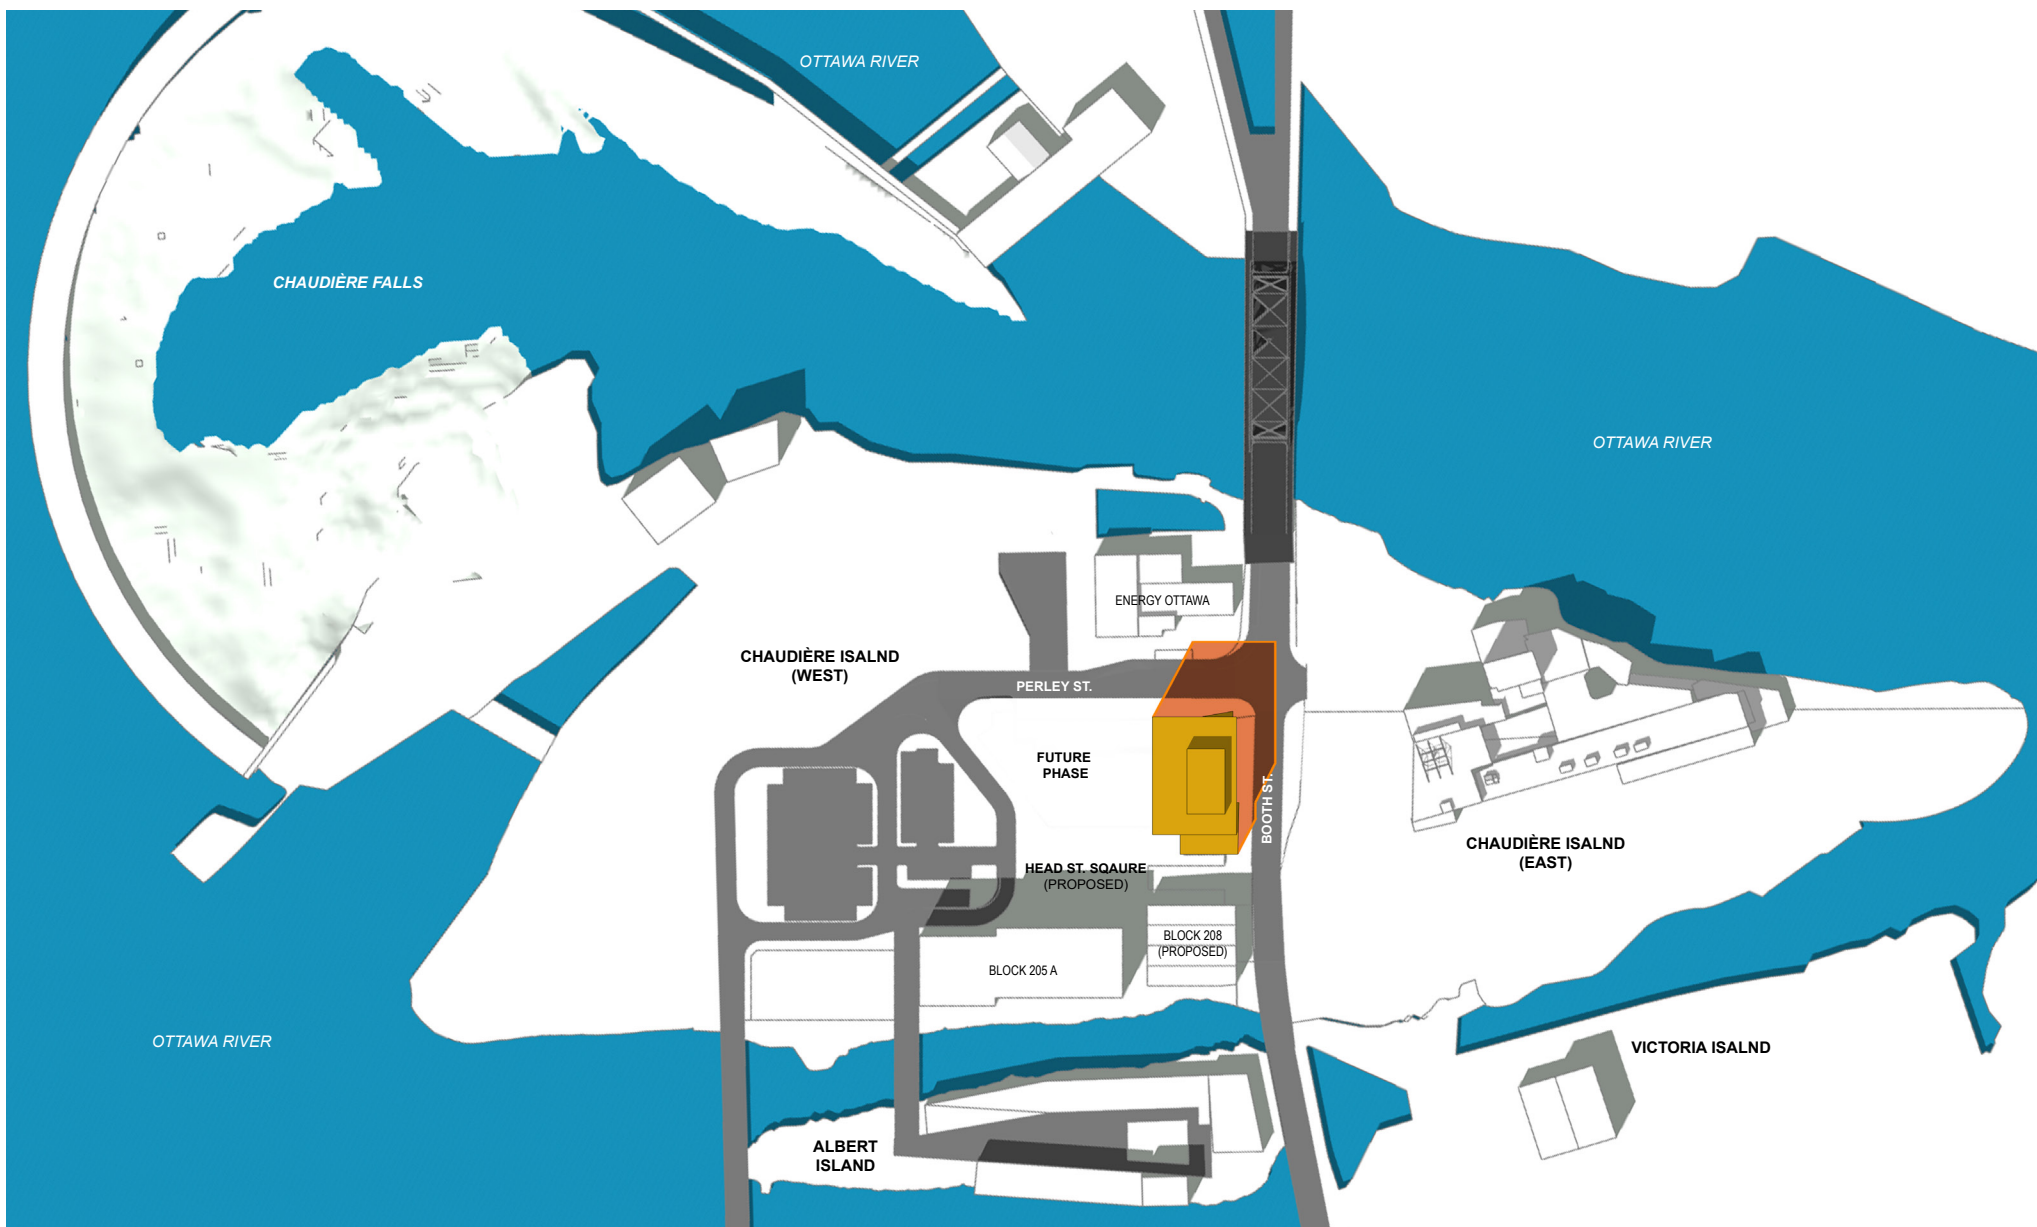 OTTAWA RIVER
CHAUDIÈRE FALLS
OTTAWA RIVER
ENERGY OTTAWA
CHAUDIÈRE ISALND
(WEST)
PERLEY ST.
FUTURE
PHASE
BOOTH ST.
CHAUDIÈRE ISALND
(EAST)
HEAD ST. SQAURE
(PROPOSED)
BLOCK 208
(PROPOSED)
BLOCK 205 A
OTTAWA RIVER
VICTORIA ISALND
ALBERT
ISLAND